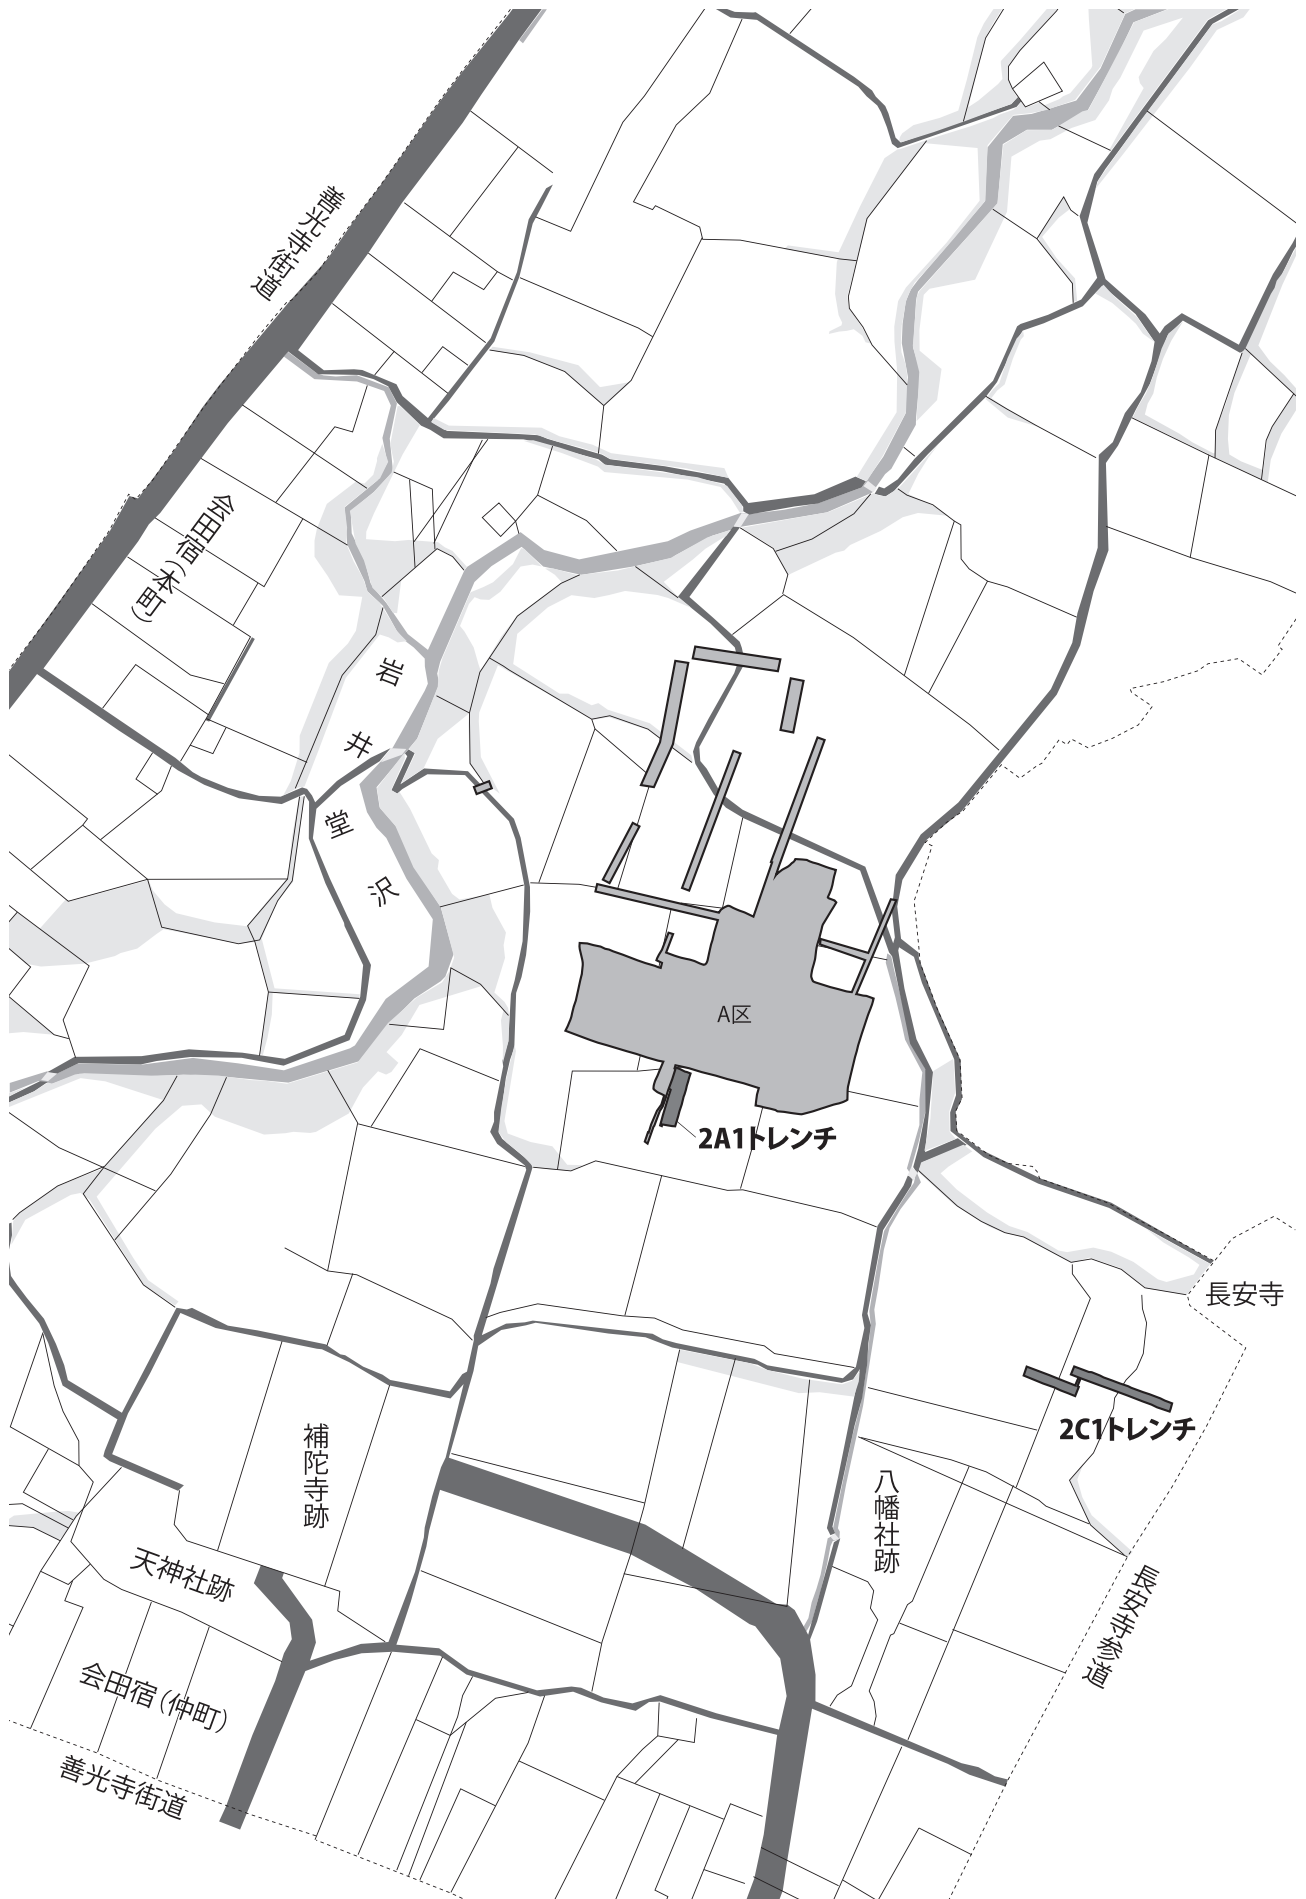 善光寺街道
会田宿（本町）
岩井堂沢
A区
2A1トレンチ
長安寺
2C1トレンチ
補陀寺跡
八幡社跡
天神社跡
長安寺参道
会田宿（仲町）
善光寺街道